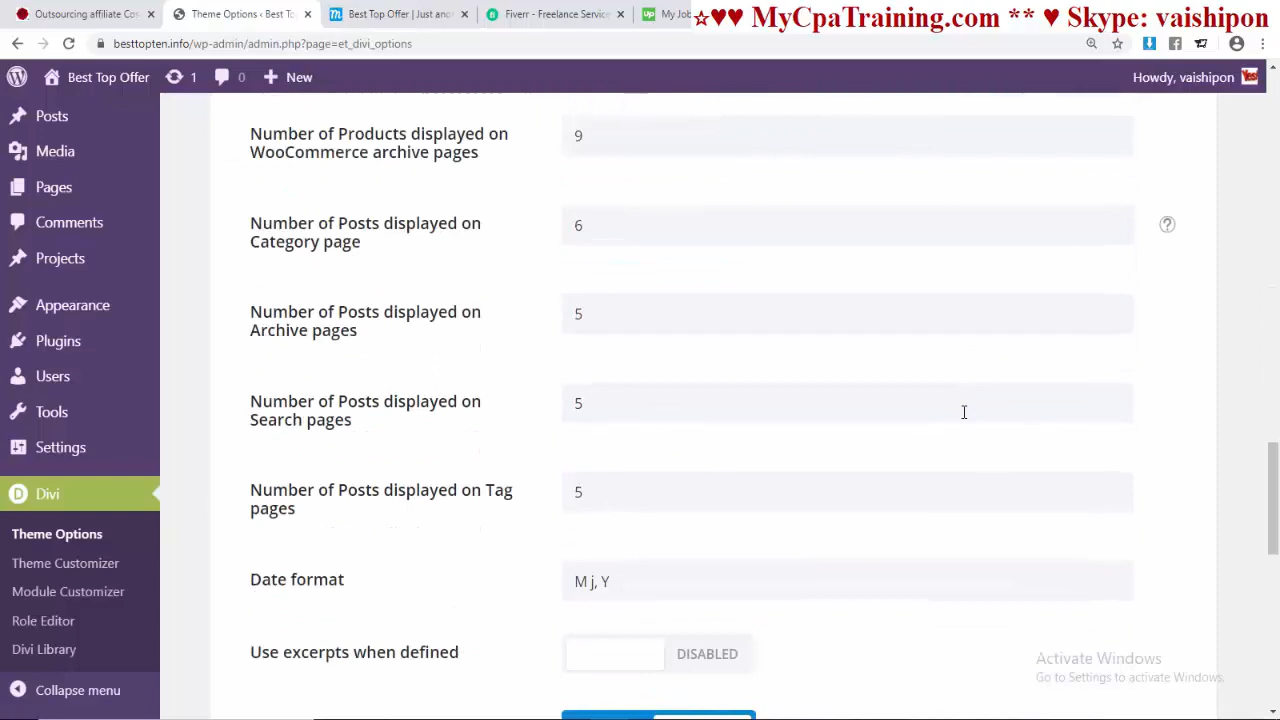 Outsourcing affiliate Cos
Theme Options ‹ Best To
Best Top Offer | Just anot
Fiverr - Freelance Service
My Jo
☆♥♥ MyCpaTraining.com ** ♥ Skype: vaishipon
besttopten.info/wp-admin/admin.php?page=et_divi_options
Best Top Offer
1
0
New
Howdy, vaishipon
Posts
Media
Pages
Comments
Projects
Appearance
Plugins
Users
Tools
Settings
Divi
Theme Options
Theme Customizer
Module Customizer
Role Editor
Divi Library
Collapse menu
Number of Products displayed on
WooCommerce archive pages
9
Number of Posts displayed on
Category page
6
Number of Posts displayed on
Archive pages
5
Number of Posts displayed on
Search pages
5
Number of Posts displayed on Tag
pages
5
Date format
M j, Y
Use excerpts when defined
DISABLED
Activate Windows
Go to Settings to activate Windows.